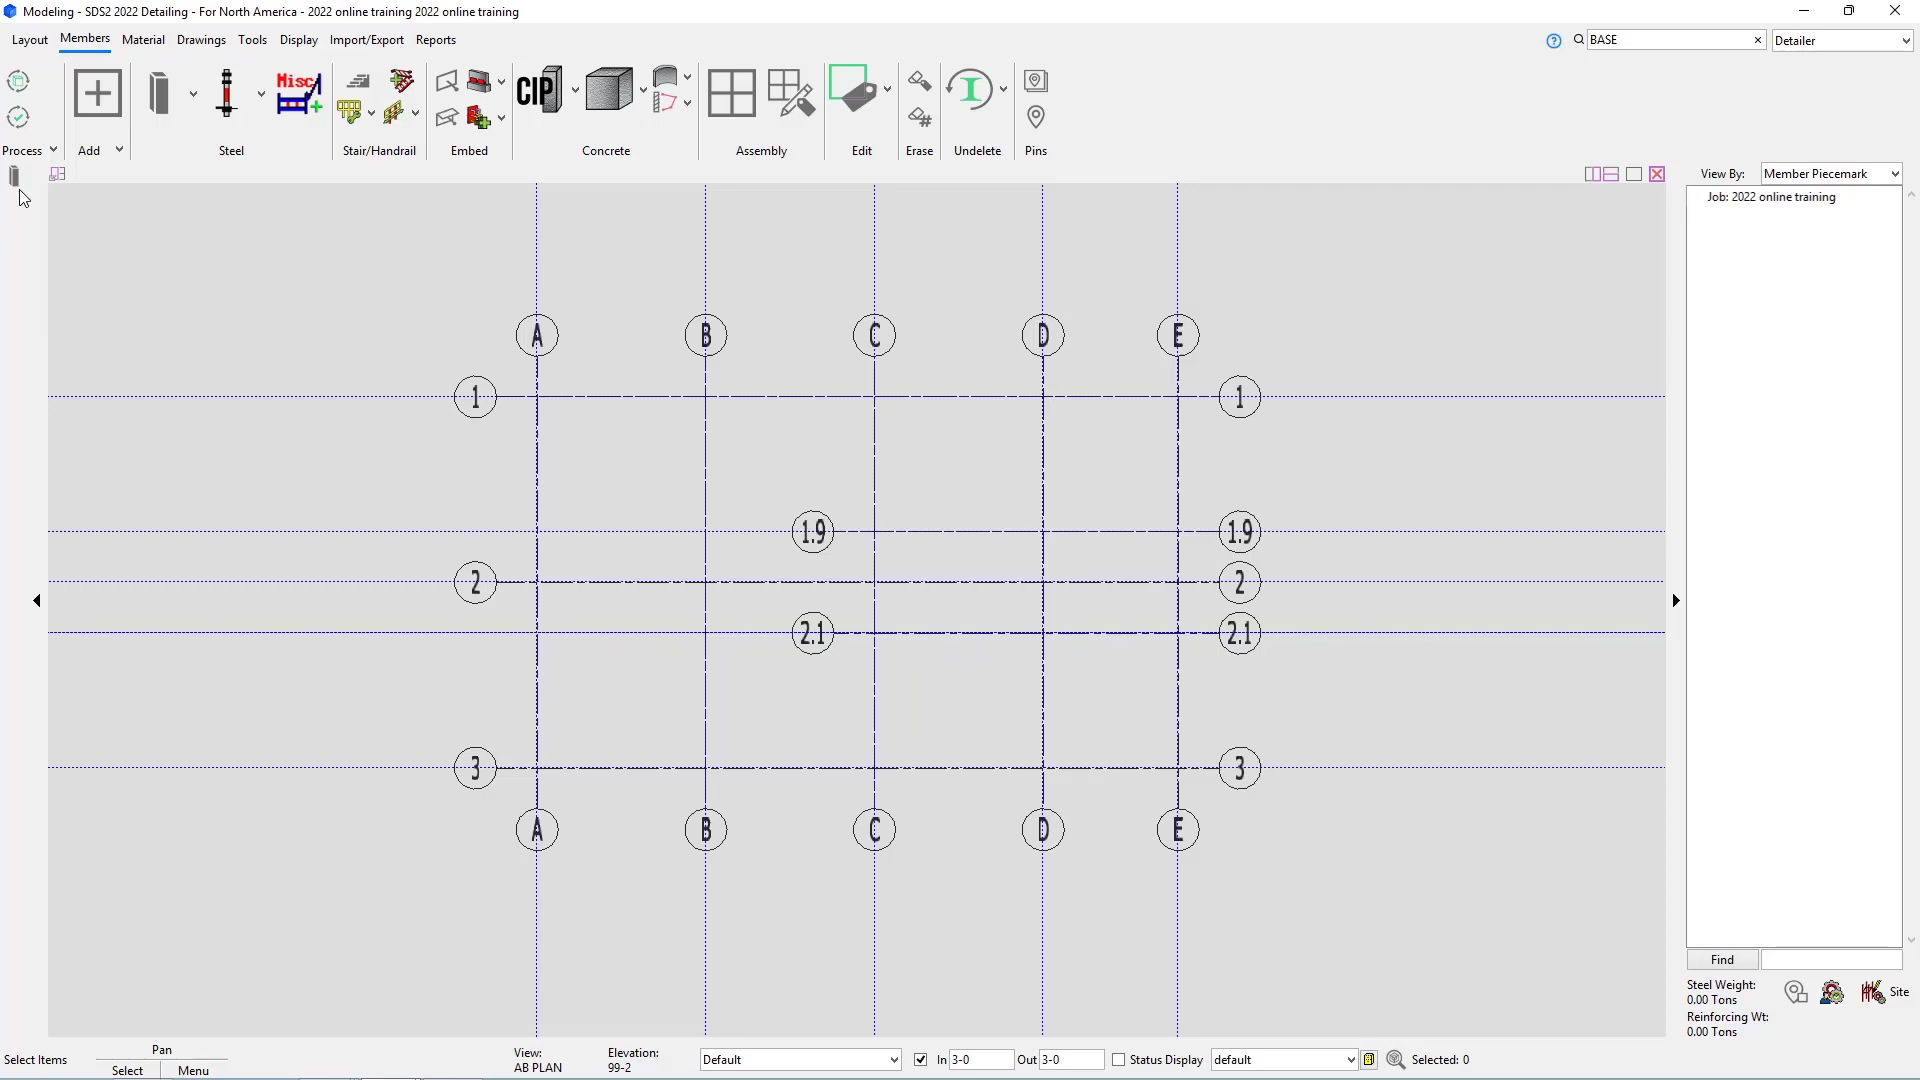 Modeling - SDS2 2022 Detailing - For North America - 2022 online training 2022 online training
Layout Members Material Drawings Tools Display Import/Export Reports
BASE
Detailer
Misc
CIP
Process Add Steel Stair/Handrail Embed Concrete Assembly Edit Erase Undelete Pins
View By: Member Piecemark
Job: 2022 online training
A B C D E
1 1
1.9 1.9
2 2
2.1 2.1
3 3
A B C D E
Find
Steel Weight:
0.00 Tons
Site
Reinforcing Wt:
0.00 Tons
Select Items
Pan
Select Menu
View:
AB PLAN
Elevation:
99-2
Default
In 3-0 Out 3-0 Status Display default Selected: 0